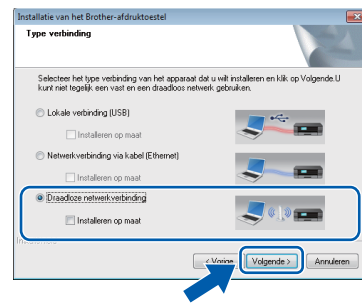 Installatie van het Brother-afdruktoestel
Type verbinding
Selecteer het type verbinding van het apparaat dat u wilt installeren en klik op Volgende.U
kunt niet tegelijk een vast en een draadloos netwerk gebruiken.
Lokale verbinding (USB)
Installeren op maat
Netwerkverbinding via kabel (Ethernet)
Installeren op maat
Draadloze netwerkverbinding
Installeren op maat
< Vorige
Volgende >
Annuleren